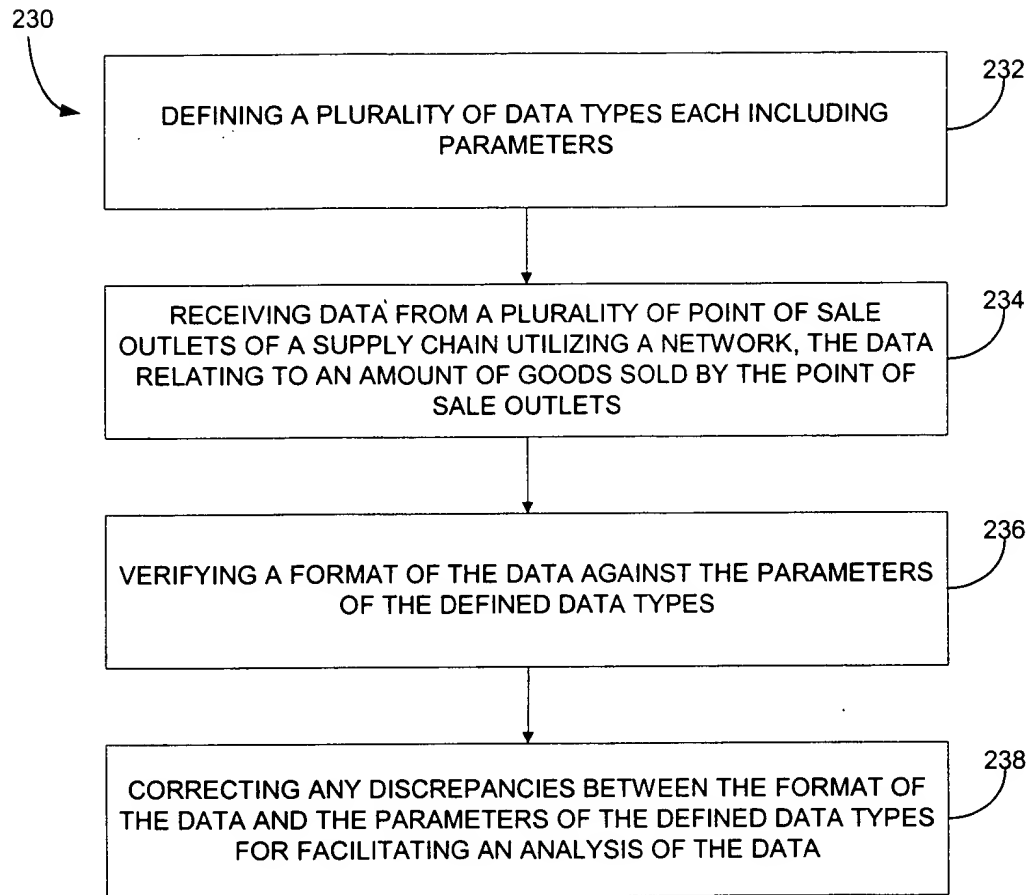 230
232
DEFINING A PLURALITY OF DATA TYPES EACH INCLUDING
PARAMETERS
234
RECEIVING DATA FROM A PLURALITY OF POINT OF SALE
OUTLETS OF A SUPPLY CHAIN UTILIZING A NETWORK, THE DATA
RELATING TO AN AMOUNT OF GOODS SOLD BY THE POINT OF
SALE OUTLETS
236
VERIFYING A FORMAT OF THE DATA AGAINST THE PARAMETERS
OF THE DEFINED DATA TYPES
238
CORRECTING ANY DISCREPANCIES BETWEEN THE FORMAT OF
THE DATA AND THE PARAMETERS OF THE DEFINED DATA TYPES
FOR FACILITATING AN ANALYSIS OF THE DATA